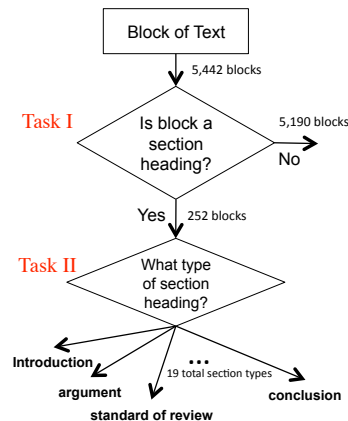 Block of Text
5,442 blocks
Task I
Is block a
section
heading?
5,190 blocks
No
Yes
252 blocks
Task II
What type
of section
heading?
Introduction
argument
standard of review
...
19 total section types
conclusion